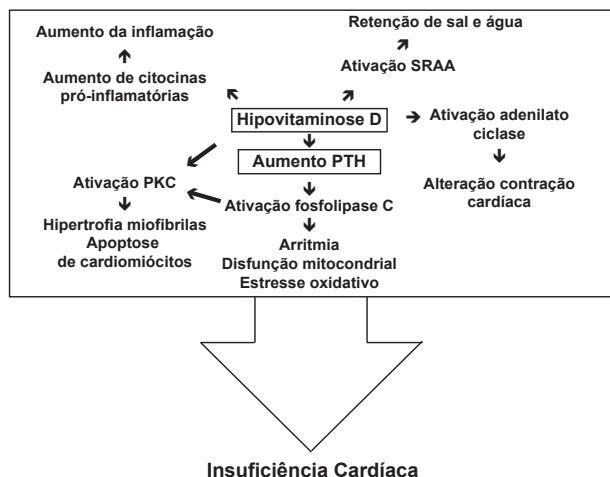 Aumento da inflamação
Aumento de citocinas
pró-inflamatórias
Retenção de sal e água
Ativação SRAA
Hipovitaminose D
Ativação adenilato
ciclase
Alteração contração
cardíaca
Aumento PTH
Ativação PKC
Hipertrofia miofibrilas
Apoptose
de cardiomiócitos
Ativação fosfolipase C
Arritmia
Disfunção mitocondrial
Estresse oxidativo
Insuficiência Cardíaca